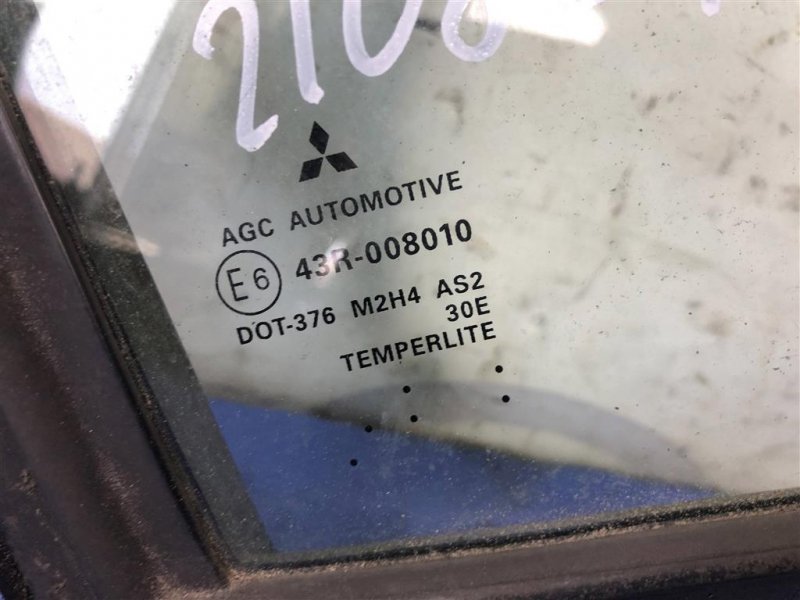 AGC AUTOMOTIVE
E6 43R-008010
DOT-376 M2H4 AS2
30E
TEMPERLITE